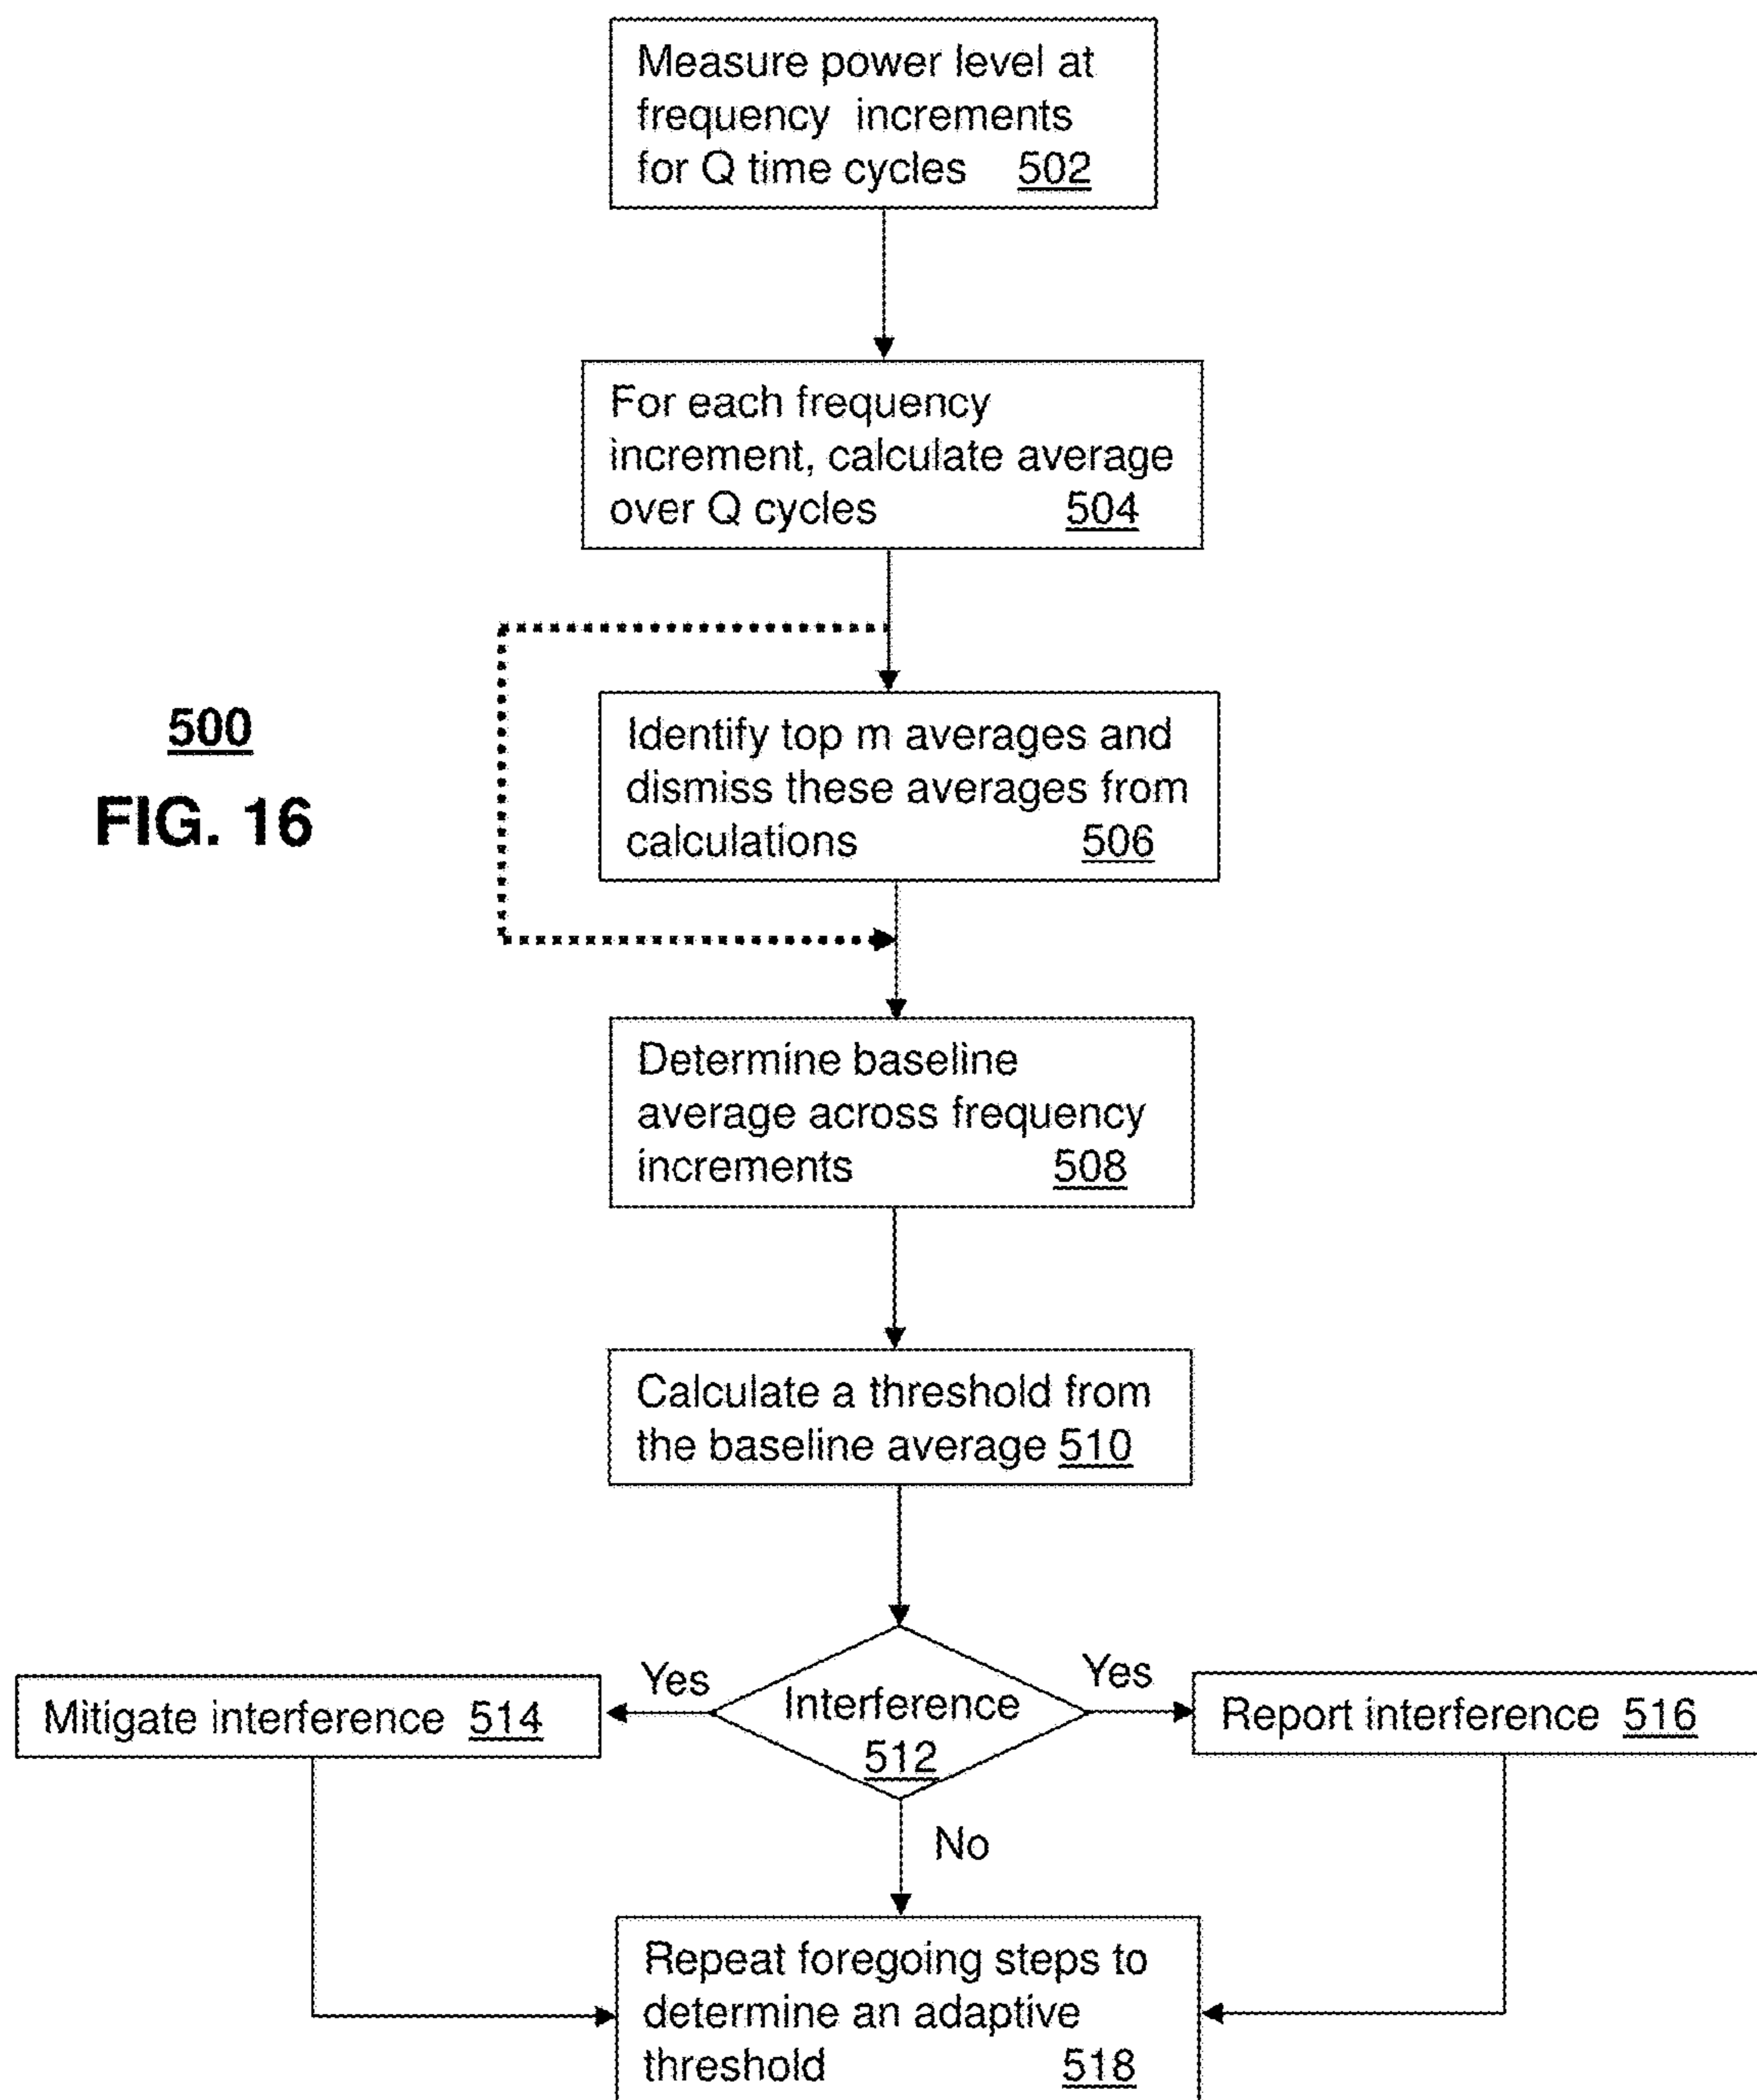 Measure power level at
frequency increments
for Q time cycles 502
For each frequency
increment, calculate average
over Q cycles 504
500
FIG. 16
Identify top m averages and
dismiss these averages from
calculations 506
Determine baseline
average across frequency
increments 508
Calculate a threshold from
the baseline average 510
Yes
Yes
Mitigate interference 514
Interference
512
Report interference 516
No
Repeat foregoing steps to
determine an adaptive
threshold 518